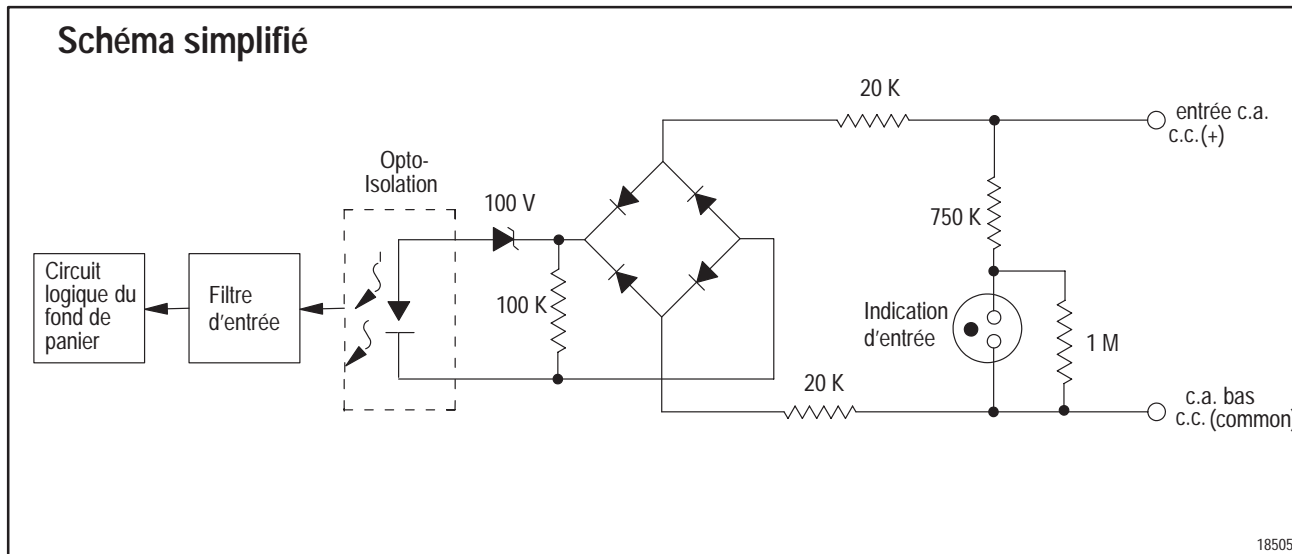 Schéma simplifié
20 K
entrée c.a.
c.c.(+)
Opto-
Isolation
100 V
750 K
Circuit
logique du
fond de
panier
Filtre
d'entrée
100 K
Indication
d'entrée
1 M
20 K
c.a. bas
c.c. (common)
18505